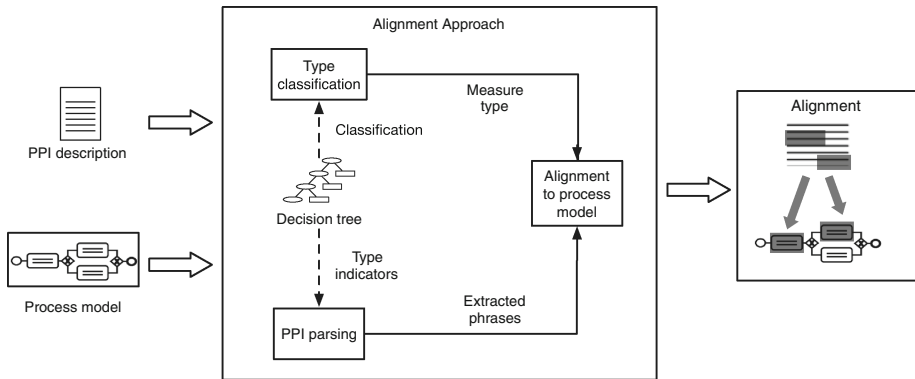 Alignment Approach
Type
classification
Measure
type
Classification
PPI description
Decision tree
Alignment
to process
model
Type
indicators
Process model
PPI parsing
Extracted
phrases
Alignment